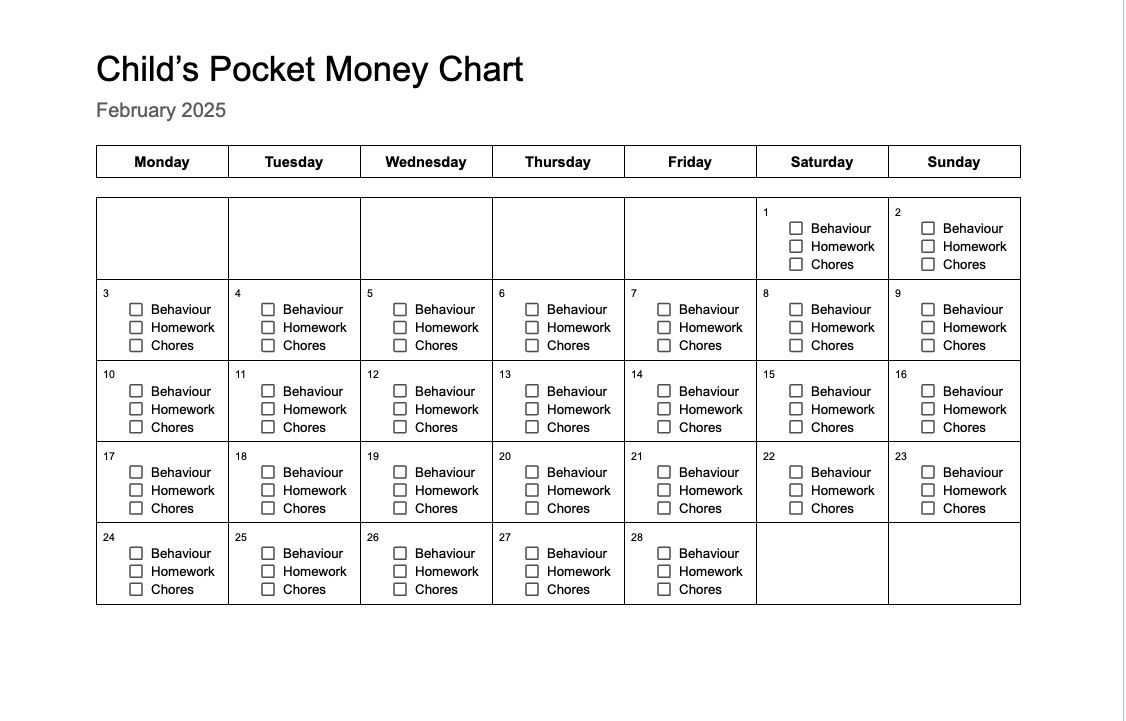 Child’s Pocket Money Chart
February 2025
Monday Tuesday Wednesday Thursday Friday Saturday Sunday
1 2
Behaviour Behaviour
Homework Homework
Chores Chores
3 4 5 6 7 8 9
Behaviour Behaviour Behaviour Behaviour Behaviour Behaviour Behaviour
Homework Homework Homework Homework Homework Homework Homework
Chores Chores Chores Chores Chores Chores Chores
10 11 12 13 14 15 16
Behaviour Behaviour Behaviour Behaviour Behaviour Behaviour Behaviour
Homework Homework Homework Homework Homework Homework Homework
Chores Chores Chores Chores Chores Chores Chores
17 18 19 20 21 22 23
Behaviour Behaviour Behaviour Behaviour Behaviour Behaviour Behaviour
Homework Homework Homework Homework Homework Homework Homework
Chores Chores Chores Chores Chores Chores Chores
24 25 26 27 28
Behaviour Behaviour Behaviour Behaviour Behaviour
Homework Homework Homework Homework Homework
Chores Chores Chores Chores Chores